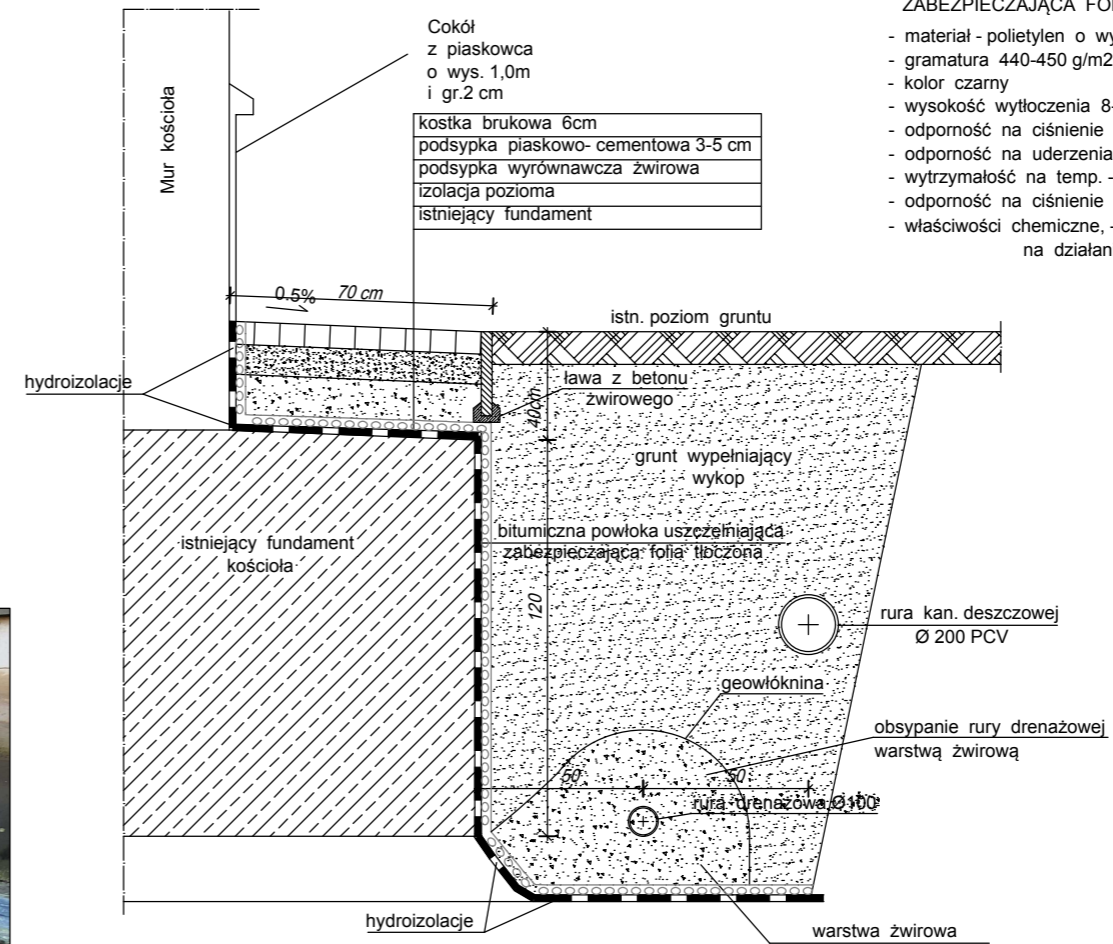 ZABEZPIECZAJĄCA
- materiał - polietylen o
- gramatura 440-450 g/m2
- kolor czarny
- wysokość wytłoczenia
- odporność na ciśnienie
- odporność na uderzenia
- wytrzymałość na temp. -
- odporność na ciśnienie
- właściwości chemiczne, -
na
Cokół
z piaskowca
o wys. 1,0m
i gr.2 cm
Mur kościoła
kostka brukowa 6cm
podsypka piaskowo- cementowa 3-5 cm
podsypka wyrównawcza żwirowa
izolacja pozioma
istniejący fundament
0.5% 70 cm
istn. poziom gruntu
hydroizolacje
ława z betonu
żwirowego
40cm
grunt wypełniający
wykop
istniejący fundament
kościoła
bitumiczna powłoka uszczelniająca
zabezpieczająca: folia tłoczona
120
rura kan. deszczowej
Ø 200 PCV
geowłóknina
obsypanie rury drenażowej
warstwą żwirową
50 50
rura drenażowa Ø100
hydroizolacje
warstwa żwirowa